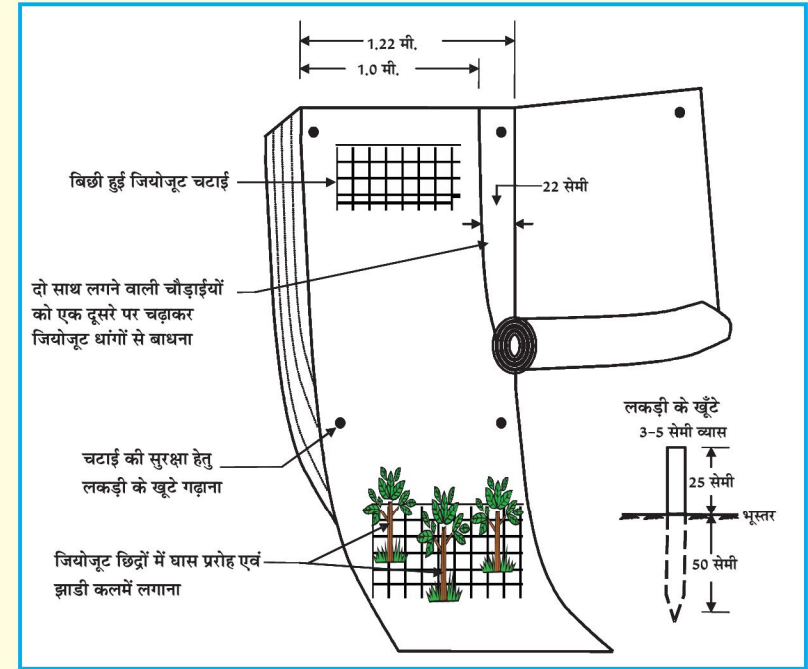 1.22 मी.
1.0 मी.
बिछी हुई जियोजूट चटाई
22 सेमी
दो साथ लगने वाली चौड़ाईयों
को एक दूसरे पर चढ़ाकर
जियोजूट धांगों से बाधना
लकड़ी के खूँटे
3-5 सेमी व्यास
25 सेमी
भूस्तर
50 सेमी
चटाई की सुरक्षा हेतु
लकड़ी के खूटे गढ़ाना
जियोजूट छिद्रों में घास प्ररोह एवं
झाडी कलमें लगाना